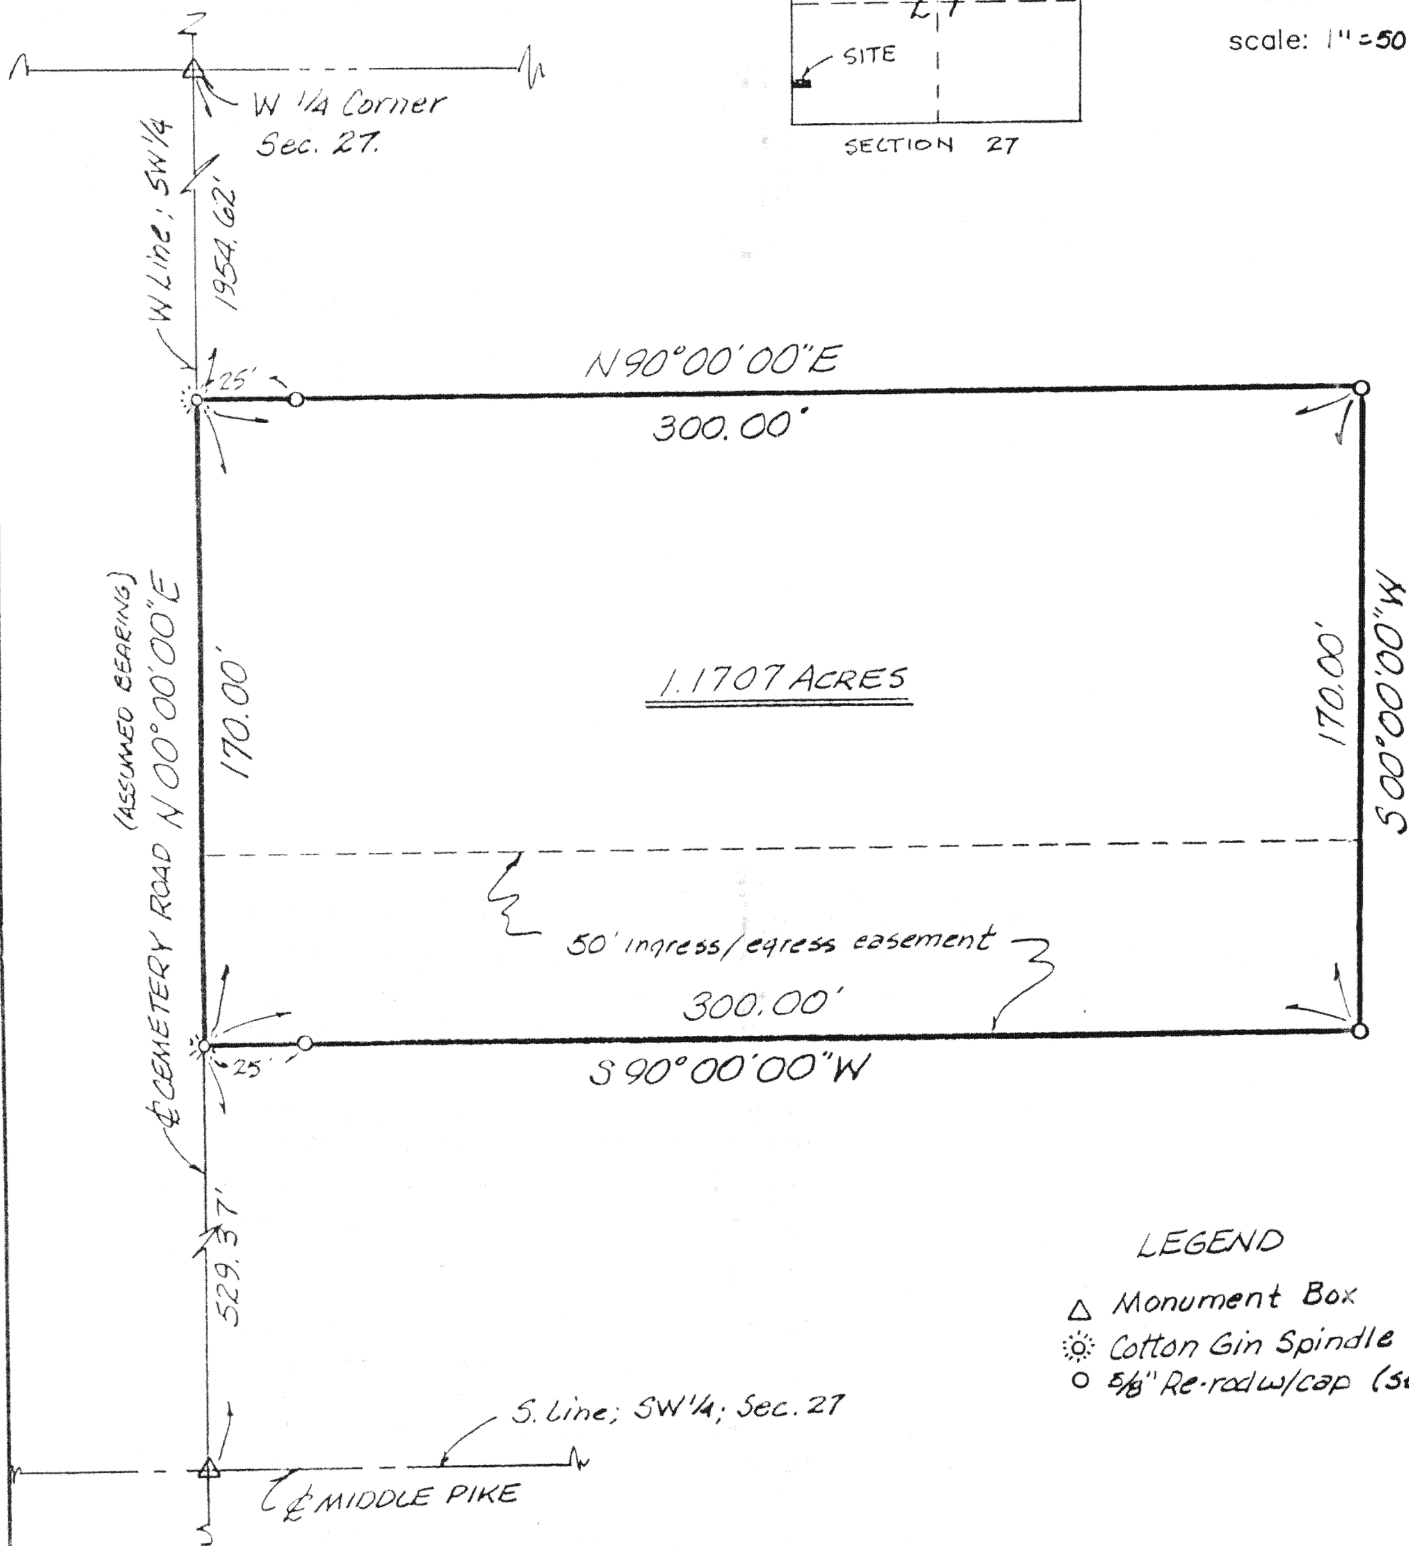 scale: 1" = 50
SITE
SECTION 27
W 1/4 Corner
Sec. 27.
W Line; SW 1/4
1954.62'
25'
N 90° 00' 00" E
300.00'
(ASSUMED BEARING)
℄ CEMETERY ROAD N 00° 00' 00" E
170.00'
1.1707 ACRES
170.00'
S 00° 00' 00" W
50' ingress/egress easement
300.00'
S 90° 00' 00" W
25'
529.37'
LEGEND
△ Monument Box
Cotton Gin Spindle
○ 5/8" Re-rod w/cap
S. Line; SW 1/4; Sec. 27
℄ MIDDLE PIKE
S